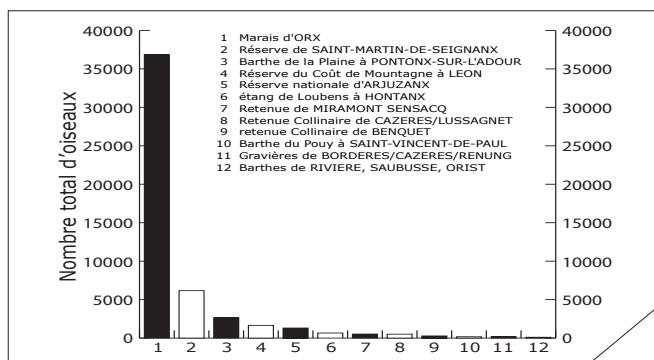 Nombre total d'oiseaux
40000
35000
30000
25000
20000
15000
10000
5000
0
1 Marais d'ORX
2 Réserve de SAINT-MARTIN-DE-SEIGNANX
3 Barthe de la Plaine à PONTONX-SUR-L'ADOUR
4 Réserve du Coût de Mountagne à LEON
5 Réserve nationale d'ARJUZANX
6 étang de Loubens à HONTANX
7 Retenue de MIRAMONT SENSACQ
8 Retenue Collinaire de CAZERES/LUSSAGNET
9 retenue Collinaire de BENQUET
10 Barthe du Pouy à SAINT-VINCENT-DE-PAUL
11 Gravières de BORDERES/CAZERES/RENUNG
12 Barthes de RIVIERE, SAUBUSSE, ORIST
40000
35000
30000
25000
20000
15000
10000
5000
0
1 2 3 4 5 6 7 8 9 10 11 12